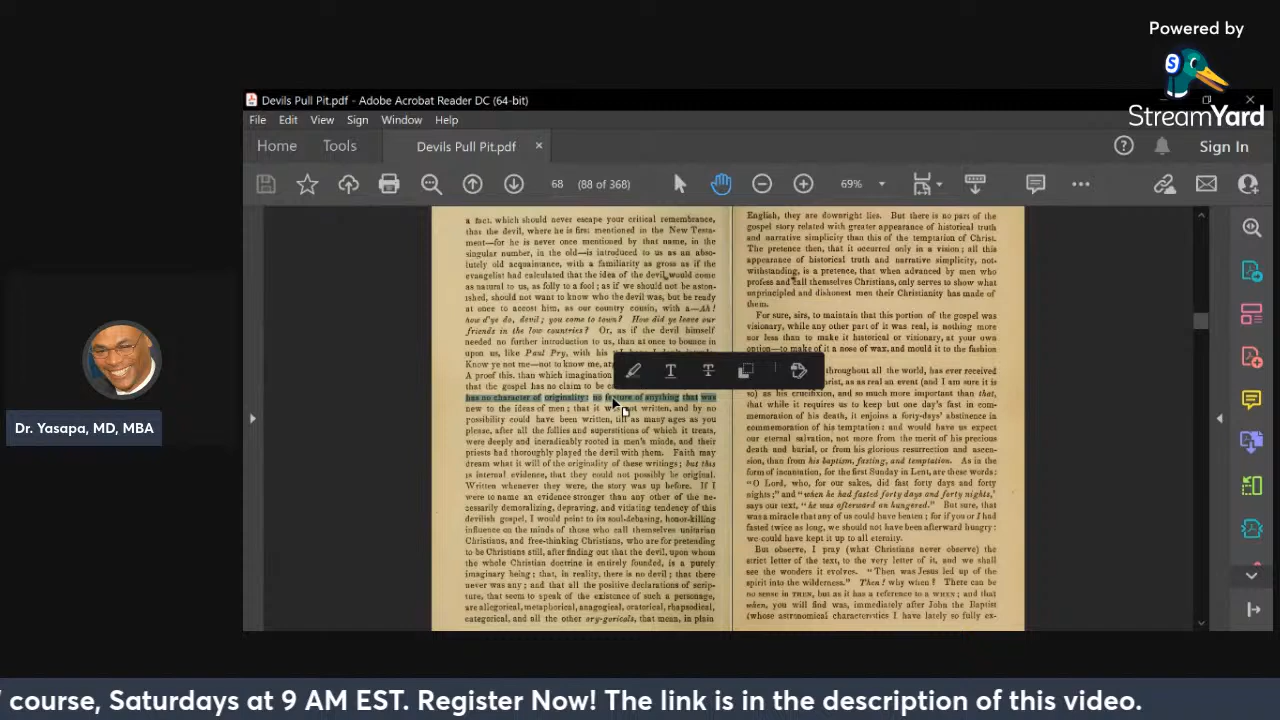 Powered by
StreamYard
Devils Pull Pit.pdf - Adobe Acrobat Reader DC (64-bit)
File Edit View Sign Window Help
Home Tools Devils Pull Pit.pdf × Sign In
68 (88 of 368) 69%
a fact, which should never escape your critical remembrance,
that the devil, where he is first mentioned in the New Testa-
ment—for he is never once mentioned by that name, in the
singular number, in the old—is introduced to us as an abso-
lutely old acquaintance, with a familiarity as gross as if the
evangelist had calculated that the idea of the devil would come
as natural to us, as folly to a fool; as if we should not be aston-
ished, should not want to know who the devil was, but be ready
at once to accost him, as our country cousin, with a—Ah!
how d'ye do, devil; you come to town? How did ye leave our
friends in the low countries? Or, as if the devil himself
needed no further introduction to us, than at once to bounce in
upon us, like Paul Pry, with his
Know ye not me—not to know me,
A proof this, than which imagination
that the gospel has no claim to be
has no character of originality: no feature of anything that was
new to the ideas of men; that it was not written, and by no
possibility could have been written, till as many ages as you
please, after all the follies and superstitions of which it treats,
were deeply and ineradicably rooted in men's minds, and their
priests had thoroughly played the devil with them. Faith may
dream what it will of the originality of these writings; but this
is internal evidence, that they could not possibly be original.
Written whenever they were, the story was up before. If I
were to name an evidence stronger than any other of the ne-
cessarily demoralizing, depraving, and vitiating tendency of this
devilish gospel, I would point to its soul-debasing, honor-killing
influence on the minds of those who call themselves unitarian
Christians, and free-thinking Christians, who are for pretending
to be Christians still, after finding out that the devil, upon whom
the whole Christian doctrine is entirely founded, is a purely
imaginary being; that, in reality, there is no devil; that there
never was any; and that all the positive declarations of scrip-
ture, that seem to speak of the existence of such a personage,
are allegorical, metaphorical, anagogical, oratorical, rhapsodical,
categorical, and all the other ory-goricals, that mean, in plain
English, they are downright lies. But there is no part of the
gospel story related with greater appearance of historical truth
and narrative simplicity than this of the temptation of Christ.
The pretence then, that it occurred only in a vision; all this
appearance of historical truth and narrative simplicity, not-
withstanding, is a pretence, that when advanced by men who
profess and call themselves Christians, only serves to show what
unprincipled and dishonest men their Christianity has made of
them.
For sure, sirs, to maintain that this portion of the gospel was
visionary, while any other part of it was real, is nothing more
nor less than to make it historical or visionary, at your own
option—to make of it a nose of wax, and mould it to the fashion
throughout all the world, has ever received
as real an event (and I am sure it is
so) as his crucifixion, and so much more important than that,
that while it requires us to keep but one day's fast in com-
memoration of his death, it enjoins a forty-days' abstinence in
commemoration of his temptation: and would have us expect
our eternal salvation, not more from the merit of his precious
death and burial, or from his glorious resurrection and ascen-
sion, than from his baptism, fasting, and temptation. As in the
form of incantation, for the first Sunday in Lent, are these words:
"O Lord, who, for our sakes, did fast forty days and forty
nights;" and "when he had fasted forty days and forty nights,"
says our text, "he was afterward an hungered." But sure, that
was a miracle that any of us could have beaten; for if you or I had
fasted twice as long, we should not have been afterward hungry:
we could have kept it up to all eternity.
But observe, I pray (what Christians never observe) the
strict letter of the text, to the very letter of it, and we shall
see the wonders it evolves. "Then was Jesus led up of the
spirit into the wilderness." Then! why when? There can be
no sense in THEN, but as it has a reference to a WHEN; and that
when, you will find was, immediately after John the Baptist
(whose astronomical characteristics I have lately so fully ex-
Dr. Yasapa, MD, MBA
course, Saturdays at 9 AM EST. Register Now! The link is in the description of this video.